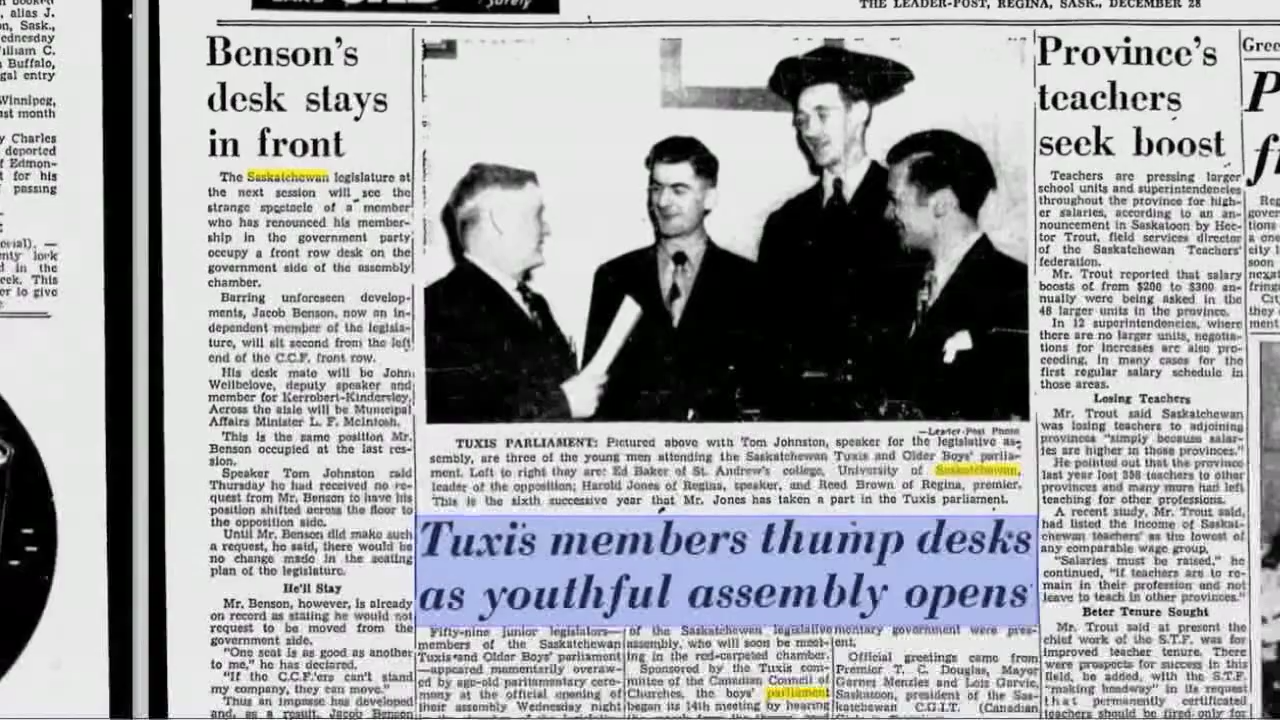 THE LEADER-POST, REGINA, SASK., DECEMBER 28
alias J.
Sask.,
Wednesday
William C.
Buffalo,
gal entry
Winnipeg,
month
Charles
deported
Edmon-
for his
passing
In the
This
to give
Benson's
desk stays
in front
The Saskatchewan legislature at
the next session will see the
strange spectacle of a member
who has renounced his member-
ship in the government party
occupy a front row desk on the
government side of the assembly
chamber.
Barring unforeseen develop-
ments, Jacob Benson, now an in-
dependent member of the legisla-
ture, will sit second from the left
end of the C.C.F. front row.
His desk mate will be John
Wellbelove, deputy speaker and
member for Kerrobert-Kindersley.
Across the aisle will be Municipal
Affairs Minister L. F. McIntosh.
This is the same position Mr.
Benson occupied at the last ses-
sion.
Speaker Tom Johnston said
Thursday he had received no re-
quest from Mr. Benson to have his
position shifted across the floor to
the opposition side.
Until Mr. Benson did make such
a request, he said, there would be
no change made in the seating
plan of the legislature.
He'll Stay
Mr. Benson, however, is already
on record as stating he would not
request to be moved from the
government side.
"One seat is as good as another
to me," he has declared.
"If the C.C.F.'ers can't stand
my company, they can move."
Thus an impasse has developed
and, as a result, Jacob Benson
—Leader-Post Photo
TUXIS PARLIAMENT: Pictured above with Tom Johnston, speaker for the legislative as-
sembly, are three of the young men attending the Saskatchewan Tuxis and Older Boys' parlia-
ment. Left to right they are: Ed Baker of St. Andrew's college, University of Saskatchewan,
leader of the opposition; Harold Jones of Regina, speaker, and Reed Brown of Regina, premier.
This is the sixth successive year that Mr. Jones has taken a part in the Tuxis parliament.
Tuxis members thump desks
as youthful assembly opens
Fifty-nine junior legislators—
members of the Saskatchewan
Tuxis and Older Boys' parliament
—appeared momentarily overaw-
ed by age-old parliamentary cere-
mony at the official opening of
their assembly Wednesday night
of the Saskatchewan legislative
assembly, who will soon be meet-
ing in the red-carpeted chamber.
Sponsored by the Tuxis com-
mittee of the Canadian Council of
Churches, the boys' parliament
began its 14th meeting by hearing
mentary government were pres-
ent.
Official greetings came from
Premier T. C. Douglas, Mayor
Garnet Menzies and Lois Garvie,
Saskatoon, president of the Sas-
katchewan C.G.I.T. (Canadian
Province's
teachers
seek boost
Teachers are pressing larger
school units and superintendencies
throughout the province for high-
er salaries, according to an an-
nouncement in Saskatoon by Hec-
tor Trout, field services director
of the Saskatchewan Teachers'
federation.
Mr. Trout reported that salary
boosts of from $200 to $300 an-
nually were being asked in the
48 larger units in the province.
In 12 superintendencies, where
there are no larger units, negotia-
tions for increases are also pro-
ceeding, in many cases for the
first regular salary schedule in
those areas.
Losing Teachers
Mr. Trout said Saskatchewan
was losing teachers to adjoining
provinces "simply because salar-
ies are higher in those provinces."
He pointed out that the province
last year lost 358 teachers to other
provinces and many more had left
teaching for other professions.
A recent study, Mr. Trout said,
had listed the income of Saskat-
chewan teachers' as the lowest of
any comparable wage group.
"Salaries must be raised," he
continued, "if teachers are to re-
main in their profession and not
leave to teach in other provinces."
Beter Tenure Sought
Mr. Trout said at present the
chief work of the S.T.F. was for
improved teacher tenure. There
were prospects for success in this
field, he added, with the S.T.F.
"making headway" in its request
that permanently certificated
teachers should be fired only for